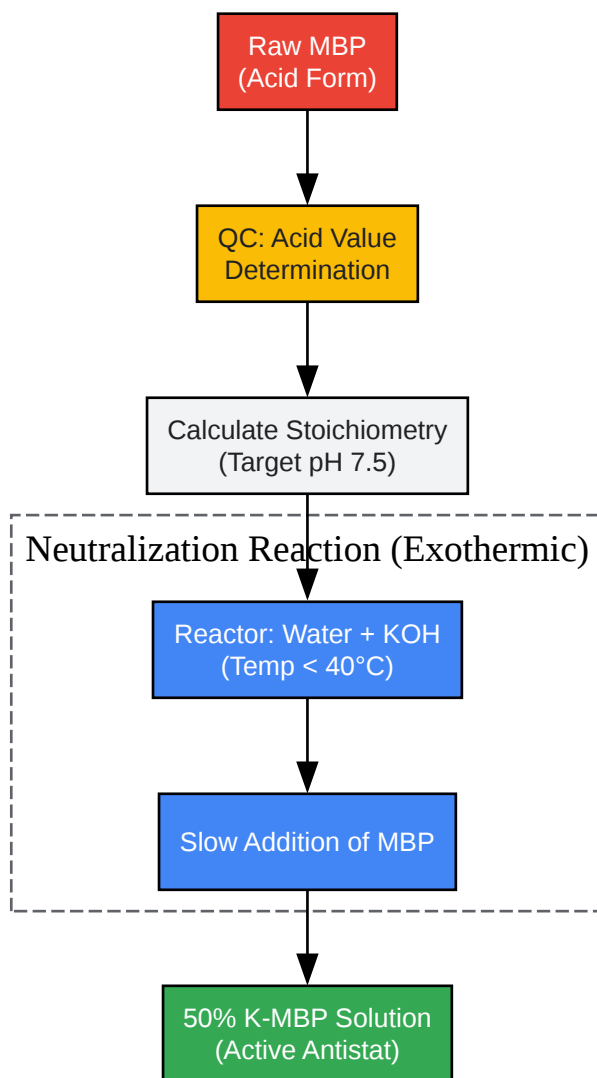 Raw MBP
(Acid Form)
QC: Acid Value
Determination
Calculate Stoichiometry
(Target pH 7.5)
Neutralization Reaction (Exothermic)
Reactor: Water + KOH
(Temp < 40°C)
Slow Addition of MBP
50% K-MBP Solution
(Active Antistat)